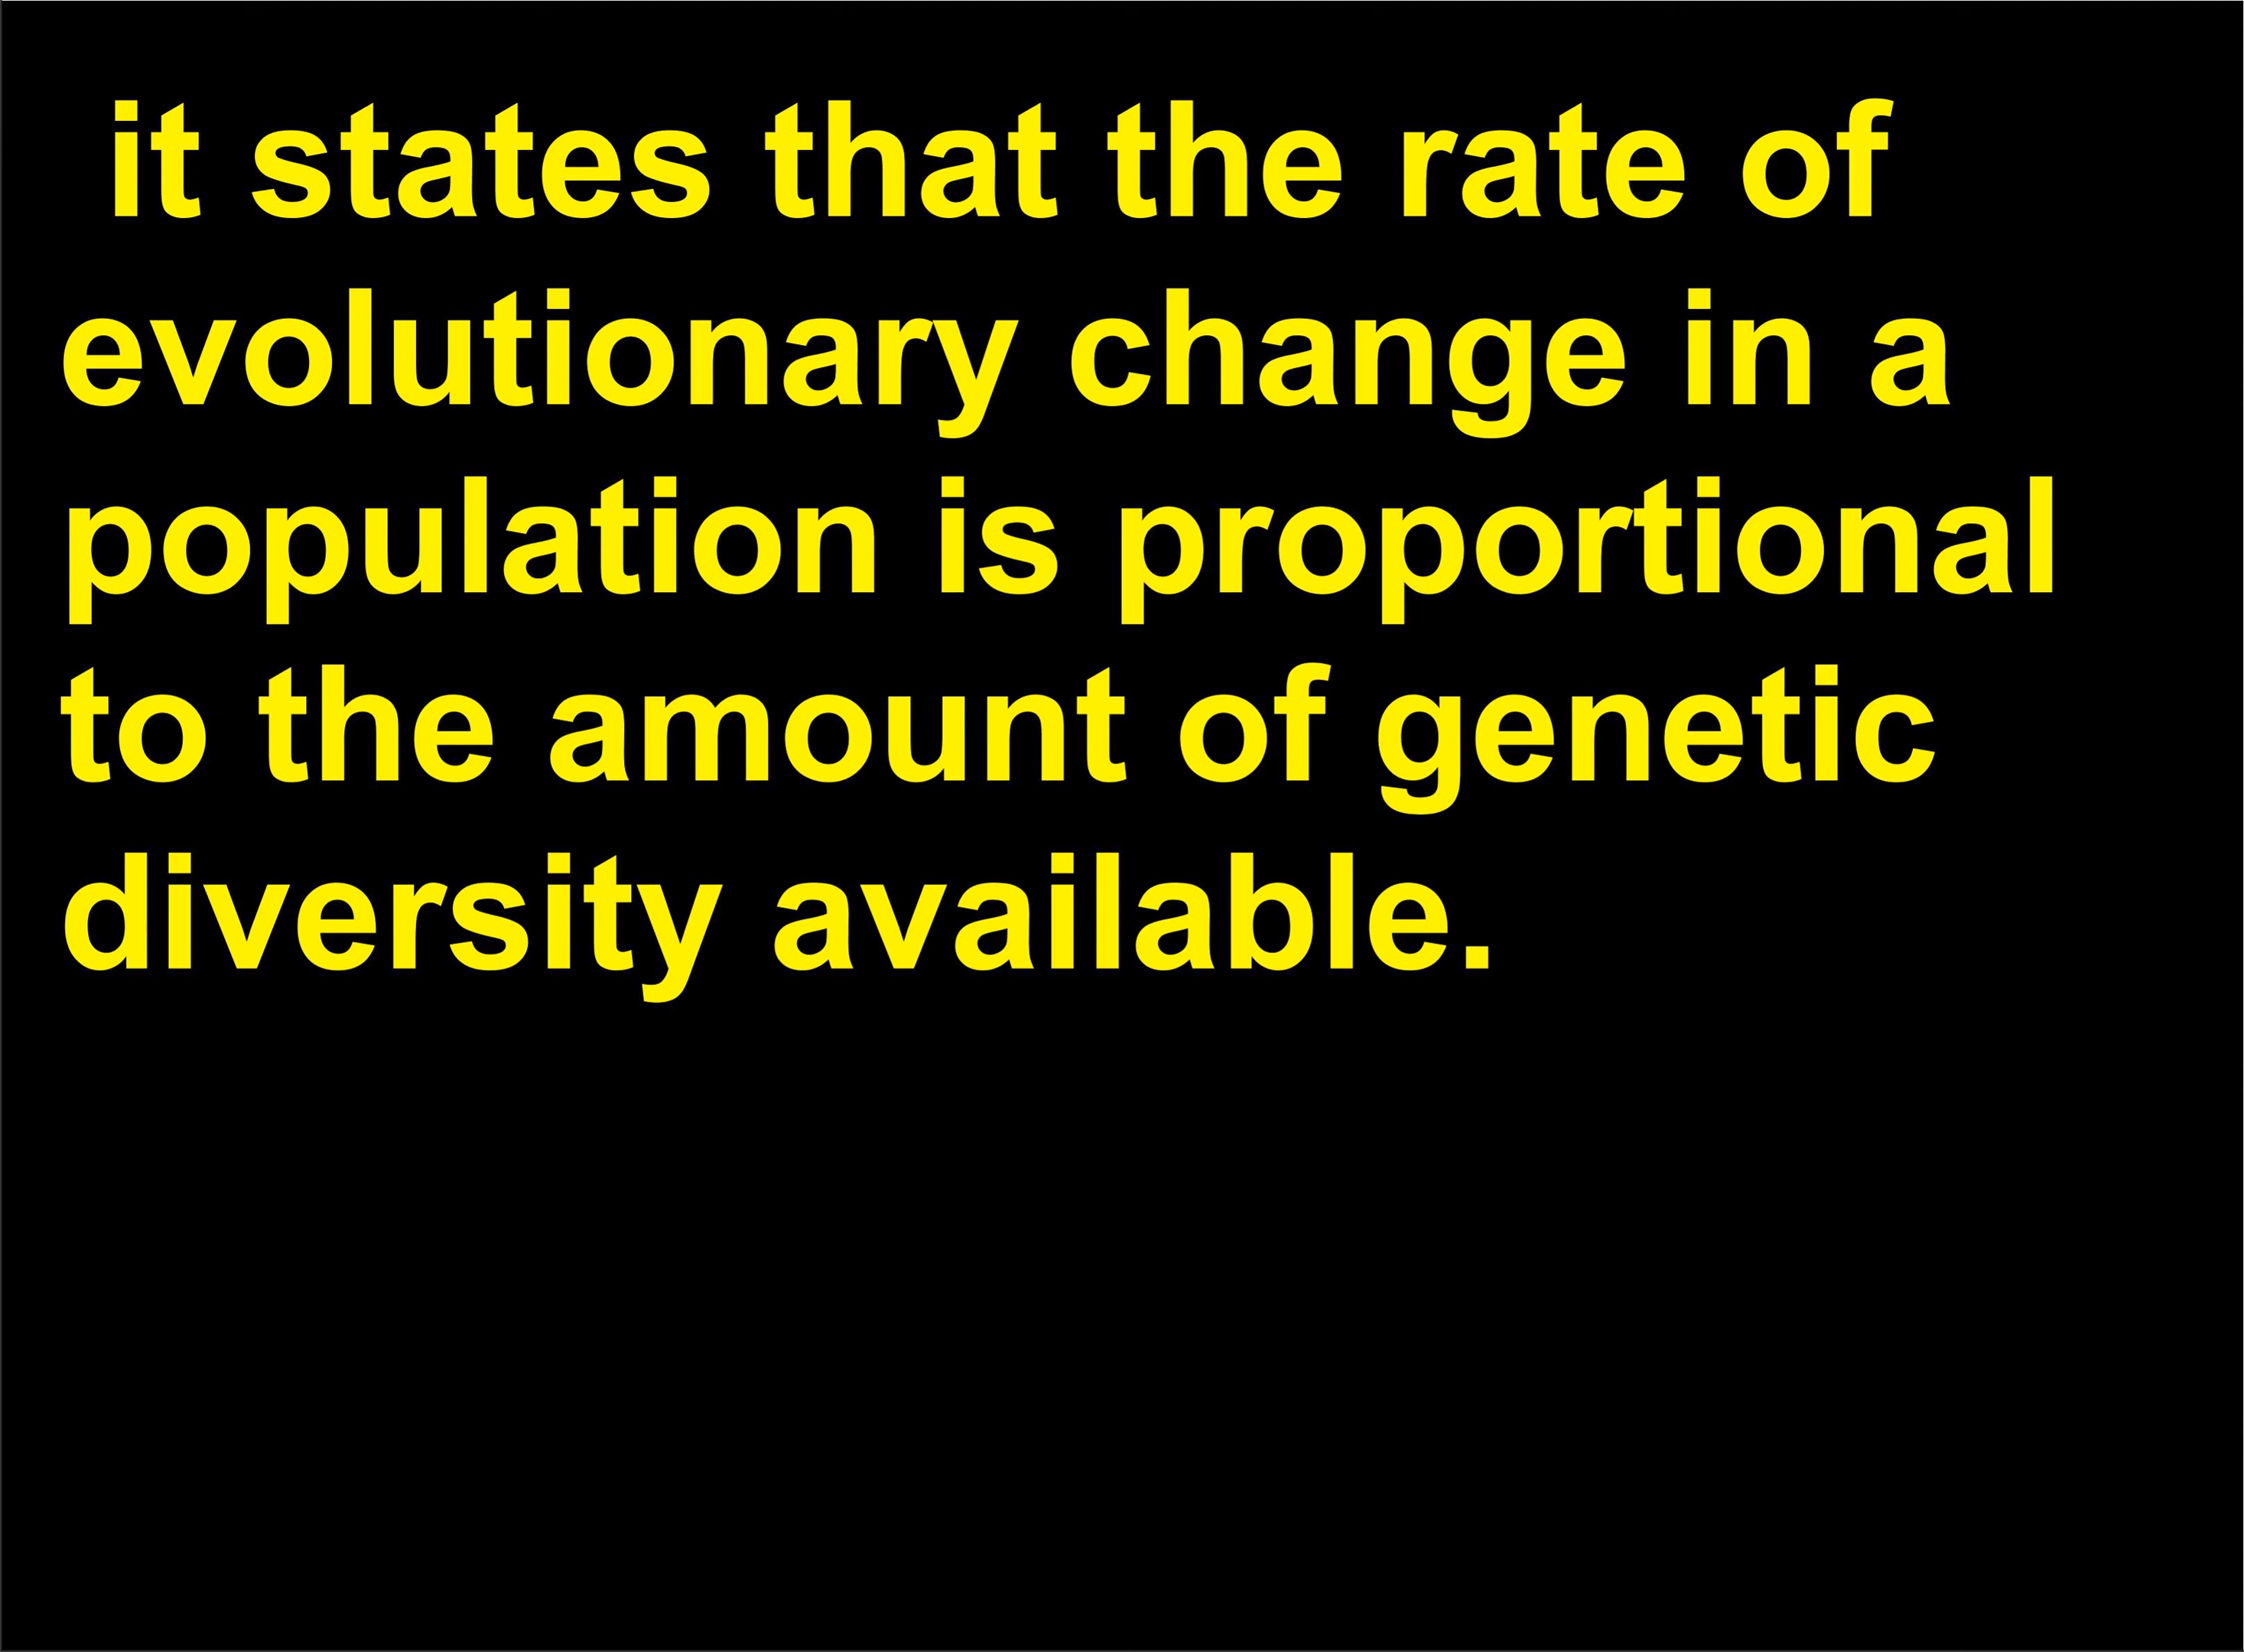 it states that the rate of
evolutionary change in a
population is proportional
to the amount of genetic
diversity available.